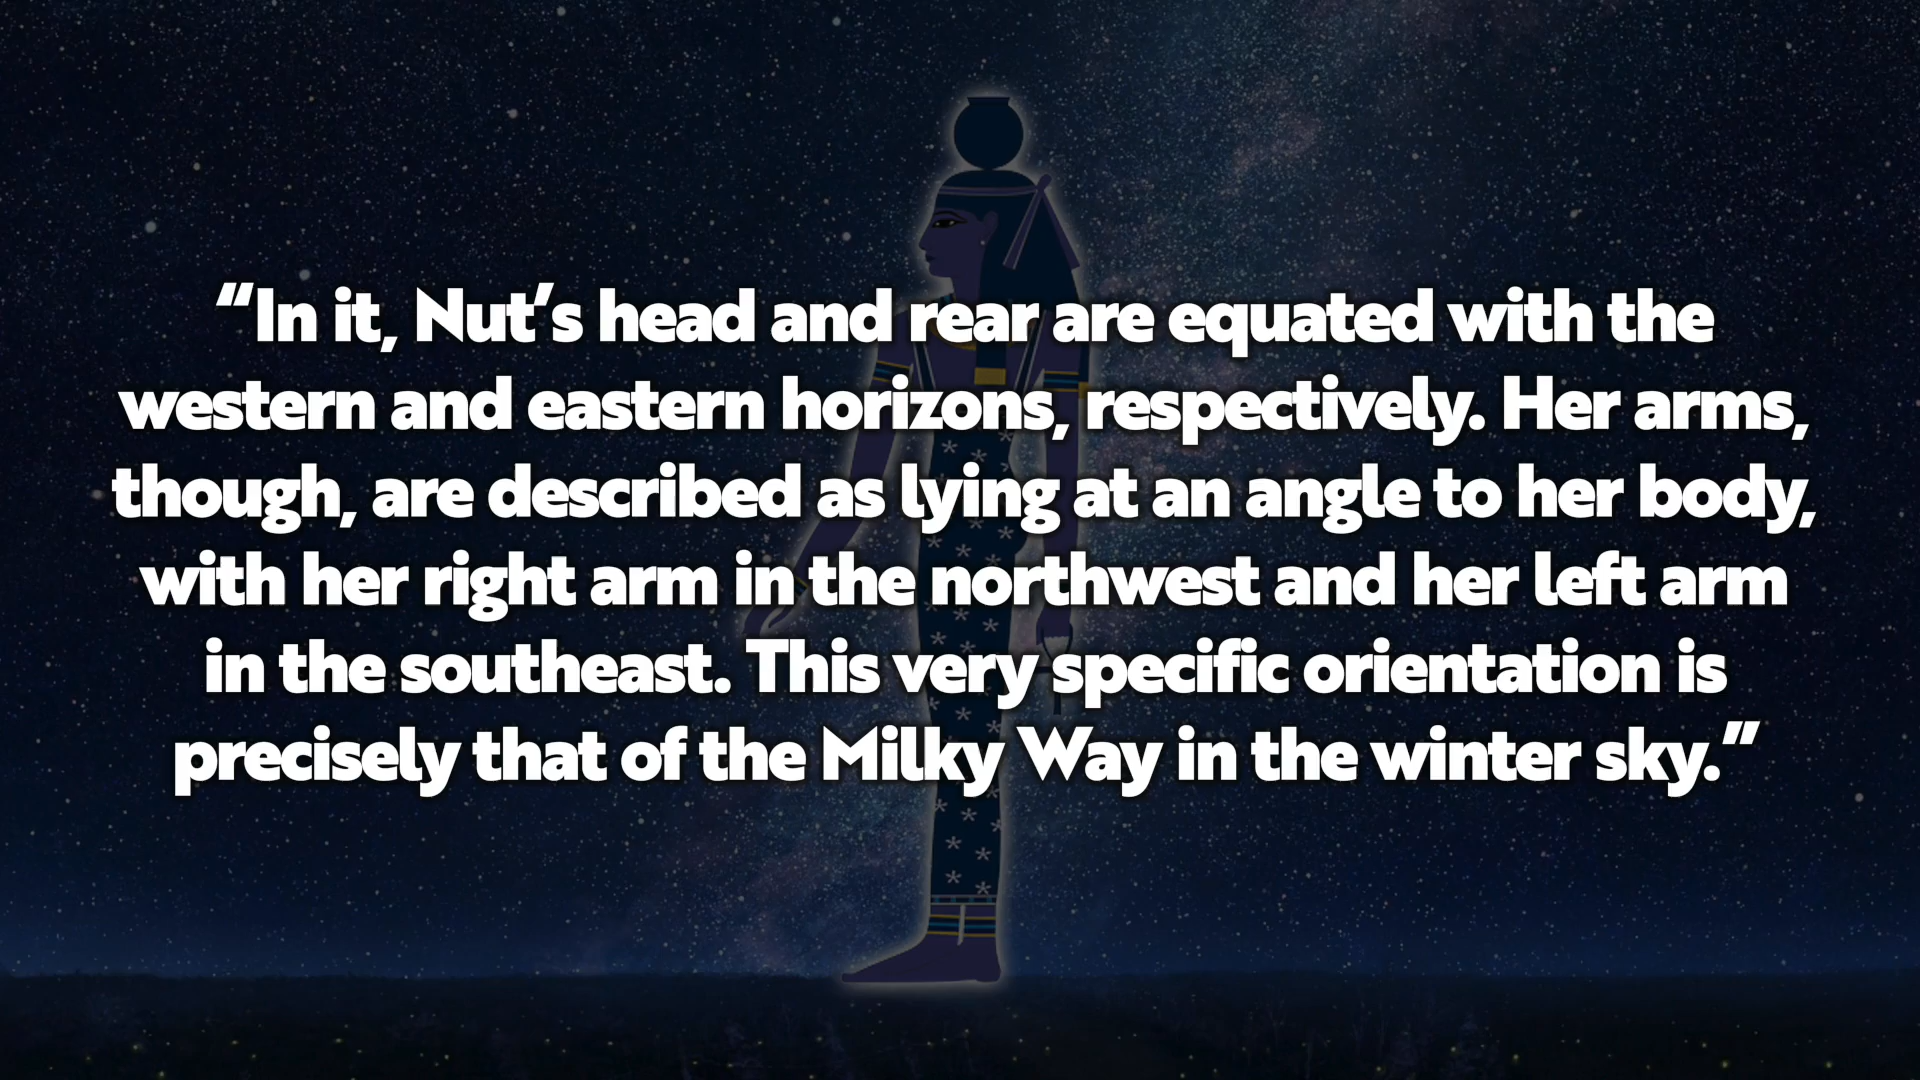 “In it, Nut’s head and rear are equated with the
western and eastern horizons, respectively. Her arms,
though, are described as lying at an angle to her body,
with her right arm in the northwest and her left arm
in the southeast. This very specific orientation is
precisely that of the Milky Way in the winter sky.”